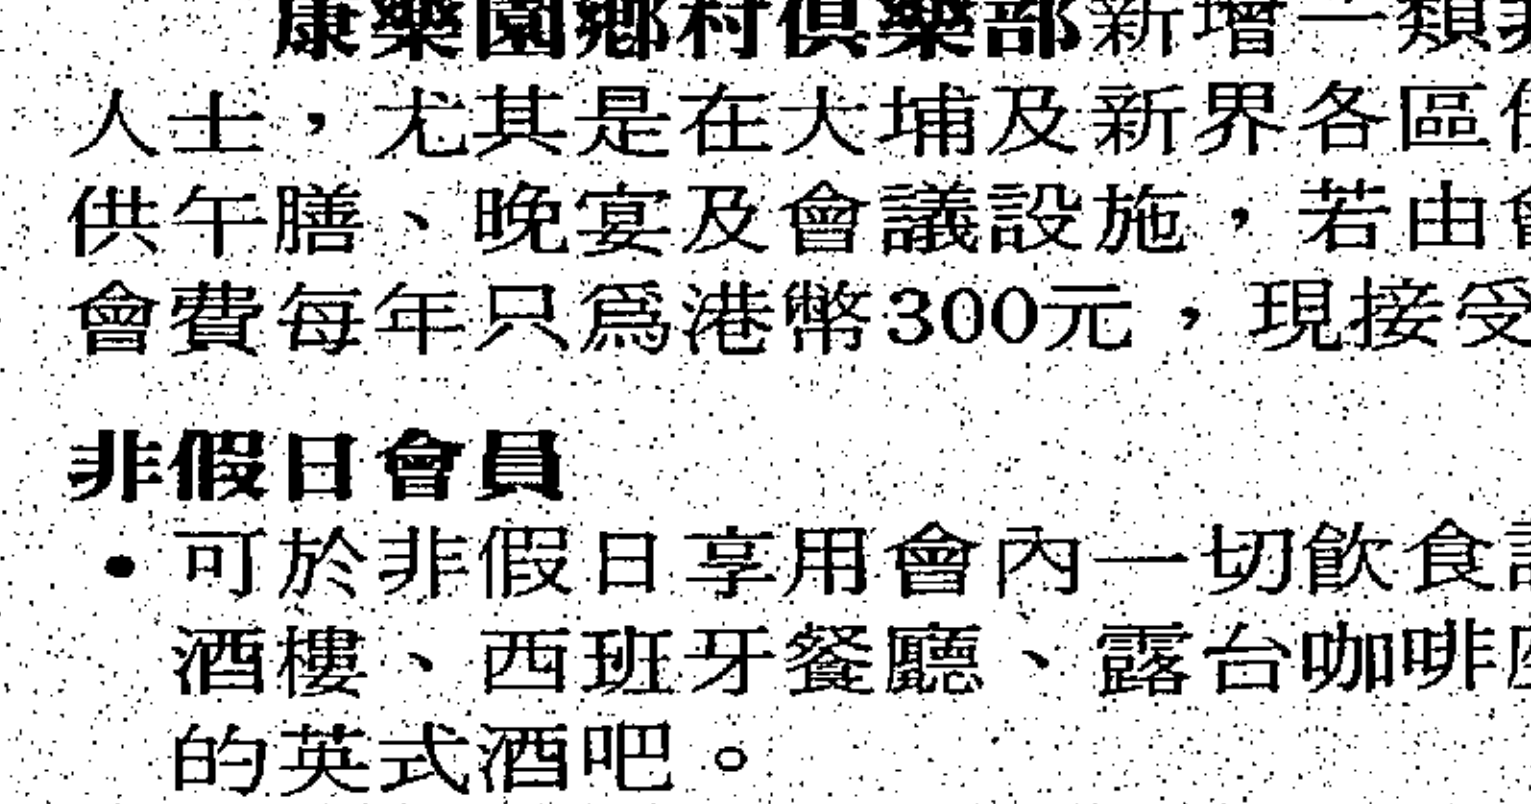 康樂園鄉村俱樂部新增一類
人士，尤其是在大埔及新界各區
供午膳、晚宴及會議設施，若由
會費每年只爲港幣300元，現接受
非假日會員
•可於非假日享用會內一切飲食
酒樓、西班牙餐廳、露台咖啡
的英式酒吧。